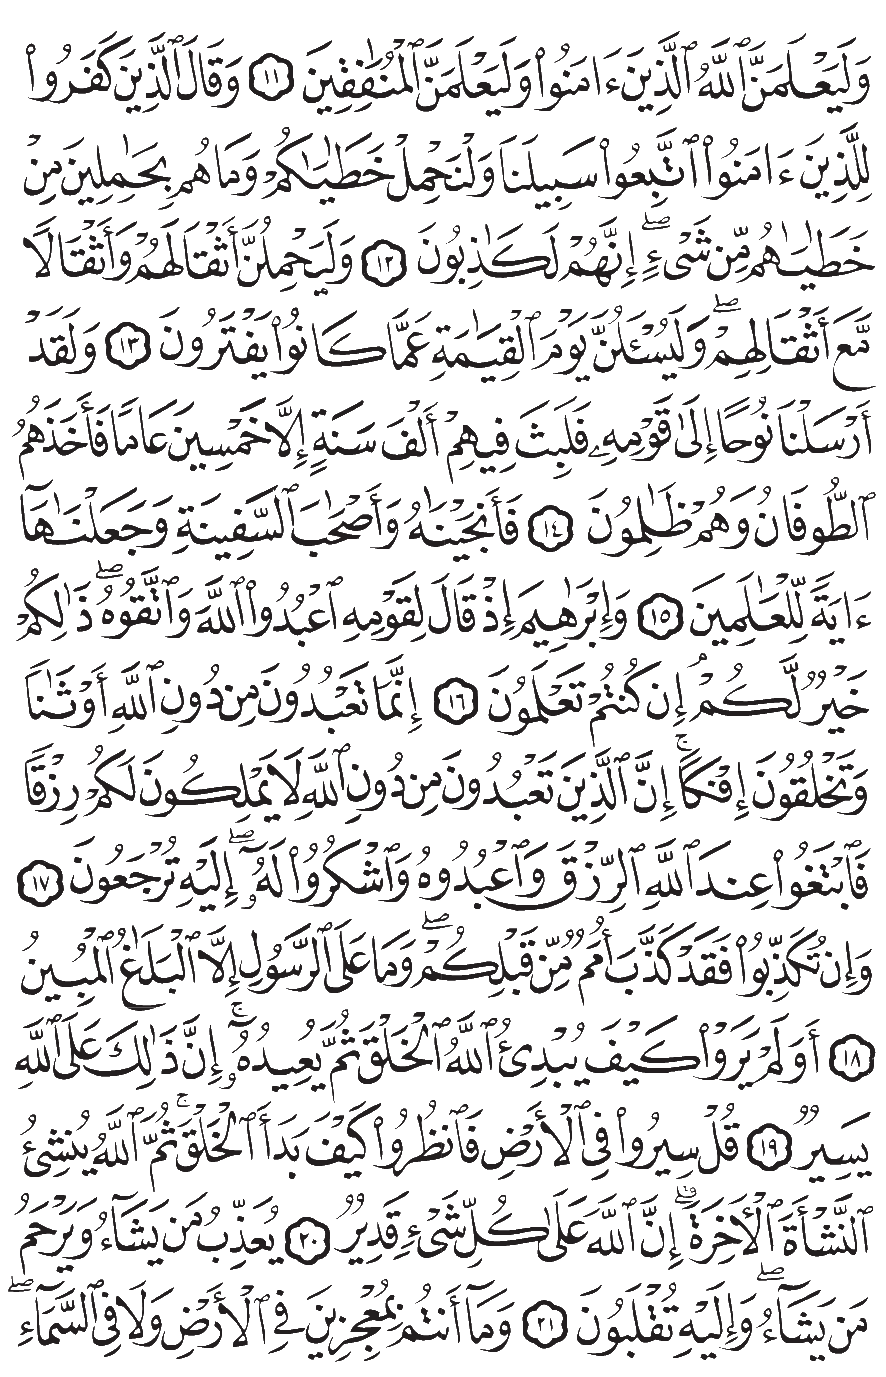 وَلَيَعْلَمَنَّ ٱللَّهُ ٱلَّذِينَ ءَامَنُوا۟ وَلَيَعْلَمَنَّ ٱلْمُنَٰفِقِينَ ١١ وَقَالَ ٱلَّذِينَ كَفَرُوا۟
لِلَّذِينَ ءَامَنُوا۟ ٱتَّبِعُوا۟ سَبِيلَنَا وَلْنَحْمِلْ خَطَٰيَٰكُمْ وَمَا هُم بِحَٰمِلِينَ مِنْ
خَطَٰيَٰهُم مِّن شَىْءٍ ۖ إِنَّهُمْ لَكَٰذِبُونَ ١٢ وَلَيَحْمِلُنَّ أَثْقَالَهُمْ وَأَثْقَالًا
مَّعَ أَثْقَالِهِمْ ۖ وَلَيُسْـَٔلُنَّ يَوْمَ ٱلْقِيَٰمَةِ عَمَّا كَانُوا۟ يَفْتَرُونَ ١٣ وَلَقَدْ
أَرْسَلْنَا نُوحًا إِلَىٰ قَوْمِهِۦ فَلَبِثَ فِيهِمْ أَلْفَ سَنَةٍ إِلَّا خَمْسِينَ عَامًا فَأَخَذَهُمُ
ٱلطُّوفَانُ وَهُمْ ظَٰلِمُونَ ١٤ فَأَنجَيْنَٰهُ وَأَصْحَٰبَ ٱلسَّفِينَةِ وَجَعَلْنَٰهَآ
ءَايَةً لِّلْعَٰلَمِينَ ١٥ وَإِبْرَٰهِيمَ إِذْ قَالَ لِقَوْمِهِ ٱعْبُدُوا۟ ٱللَّهَ وَٱتَّقُوهُ ۖ ذَٰلِكُمْ
خَيْرٌ لَّكُمْ إِن كُنتُمْ تَعْلَمُونَ ١٦ إِنَّمَا تَعْبُدُونَ مِن دُونِ ٱللَّهِ أَوْثَٰنًا
وَتَخْلُقُونَ إِفْكًا ۚ إِنَّ ٱلَّذِينَ تَعْبُدُونَ مِن دُونِ ٱللَّهِ لَا يَمْلِكُونَ لَكُمْ رِزْقًا
فَٱبْتَغُوا۟ عِندَ ٱللَّهِ ٱلرِّزْقَ وَٱعْبُدُوهُ وَٱشْكُرُوا۟ لَهُۥٓ ۖ إِلَيْهِ تُرْجَعُونَ ١٧
وَإِن تُكَذِّبُوا۟ فَقَدْ كَذَّبَ أُمَمٌ مِّن قَبْلِكُمْ ۖ وَمَا عَلَى ٱلرَّسُولِ إِلَّا ٱلْبَلَٰغُ ٱلْمُبِينُ
١٨ أَوَلَمْ يَرَوْا۟ كَيْفَ يُبْدِئُ ٱللَّهُ ٱلْخَلْقَ ثُمَّ يُعِيدُهُۥٓ ۚ إِنَّ ذَٰلِكَ عَلَى ٱللَّهِ
يَسِيرٌ ١٩ قُلْ سِيرُوا۟ فِى ٱلْأَرْضِ فَٱنظُرُوا۟ كَيْفَ بَدَأَ ٱلْخَلْقَ ۚ ثُمَّ ٱللَّهُ يُنشِئُ
ٱلنَّشْأَةَ ٱلْـَٔاخِرَةَ ۚ إِنَّ ٱللَّهَ عَلَىٰ كُلِّ شَىْءٍ قَدِيرٌ ٢٠ يُعَذِّبُ مَن يَشَآءُ وَيَرْحَمُ
مَن يَشَآءُ ۖ وَإِلَيْهِ تُقْلَبُونَ ٢١ وَمَآ أَنتُم بِمُعْجِزِينَ فِى ٱلْأَرْضِ وَلَا فِى ٱلسَّمَآءِ ۖ